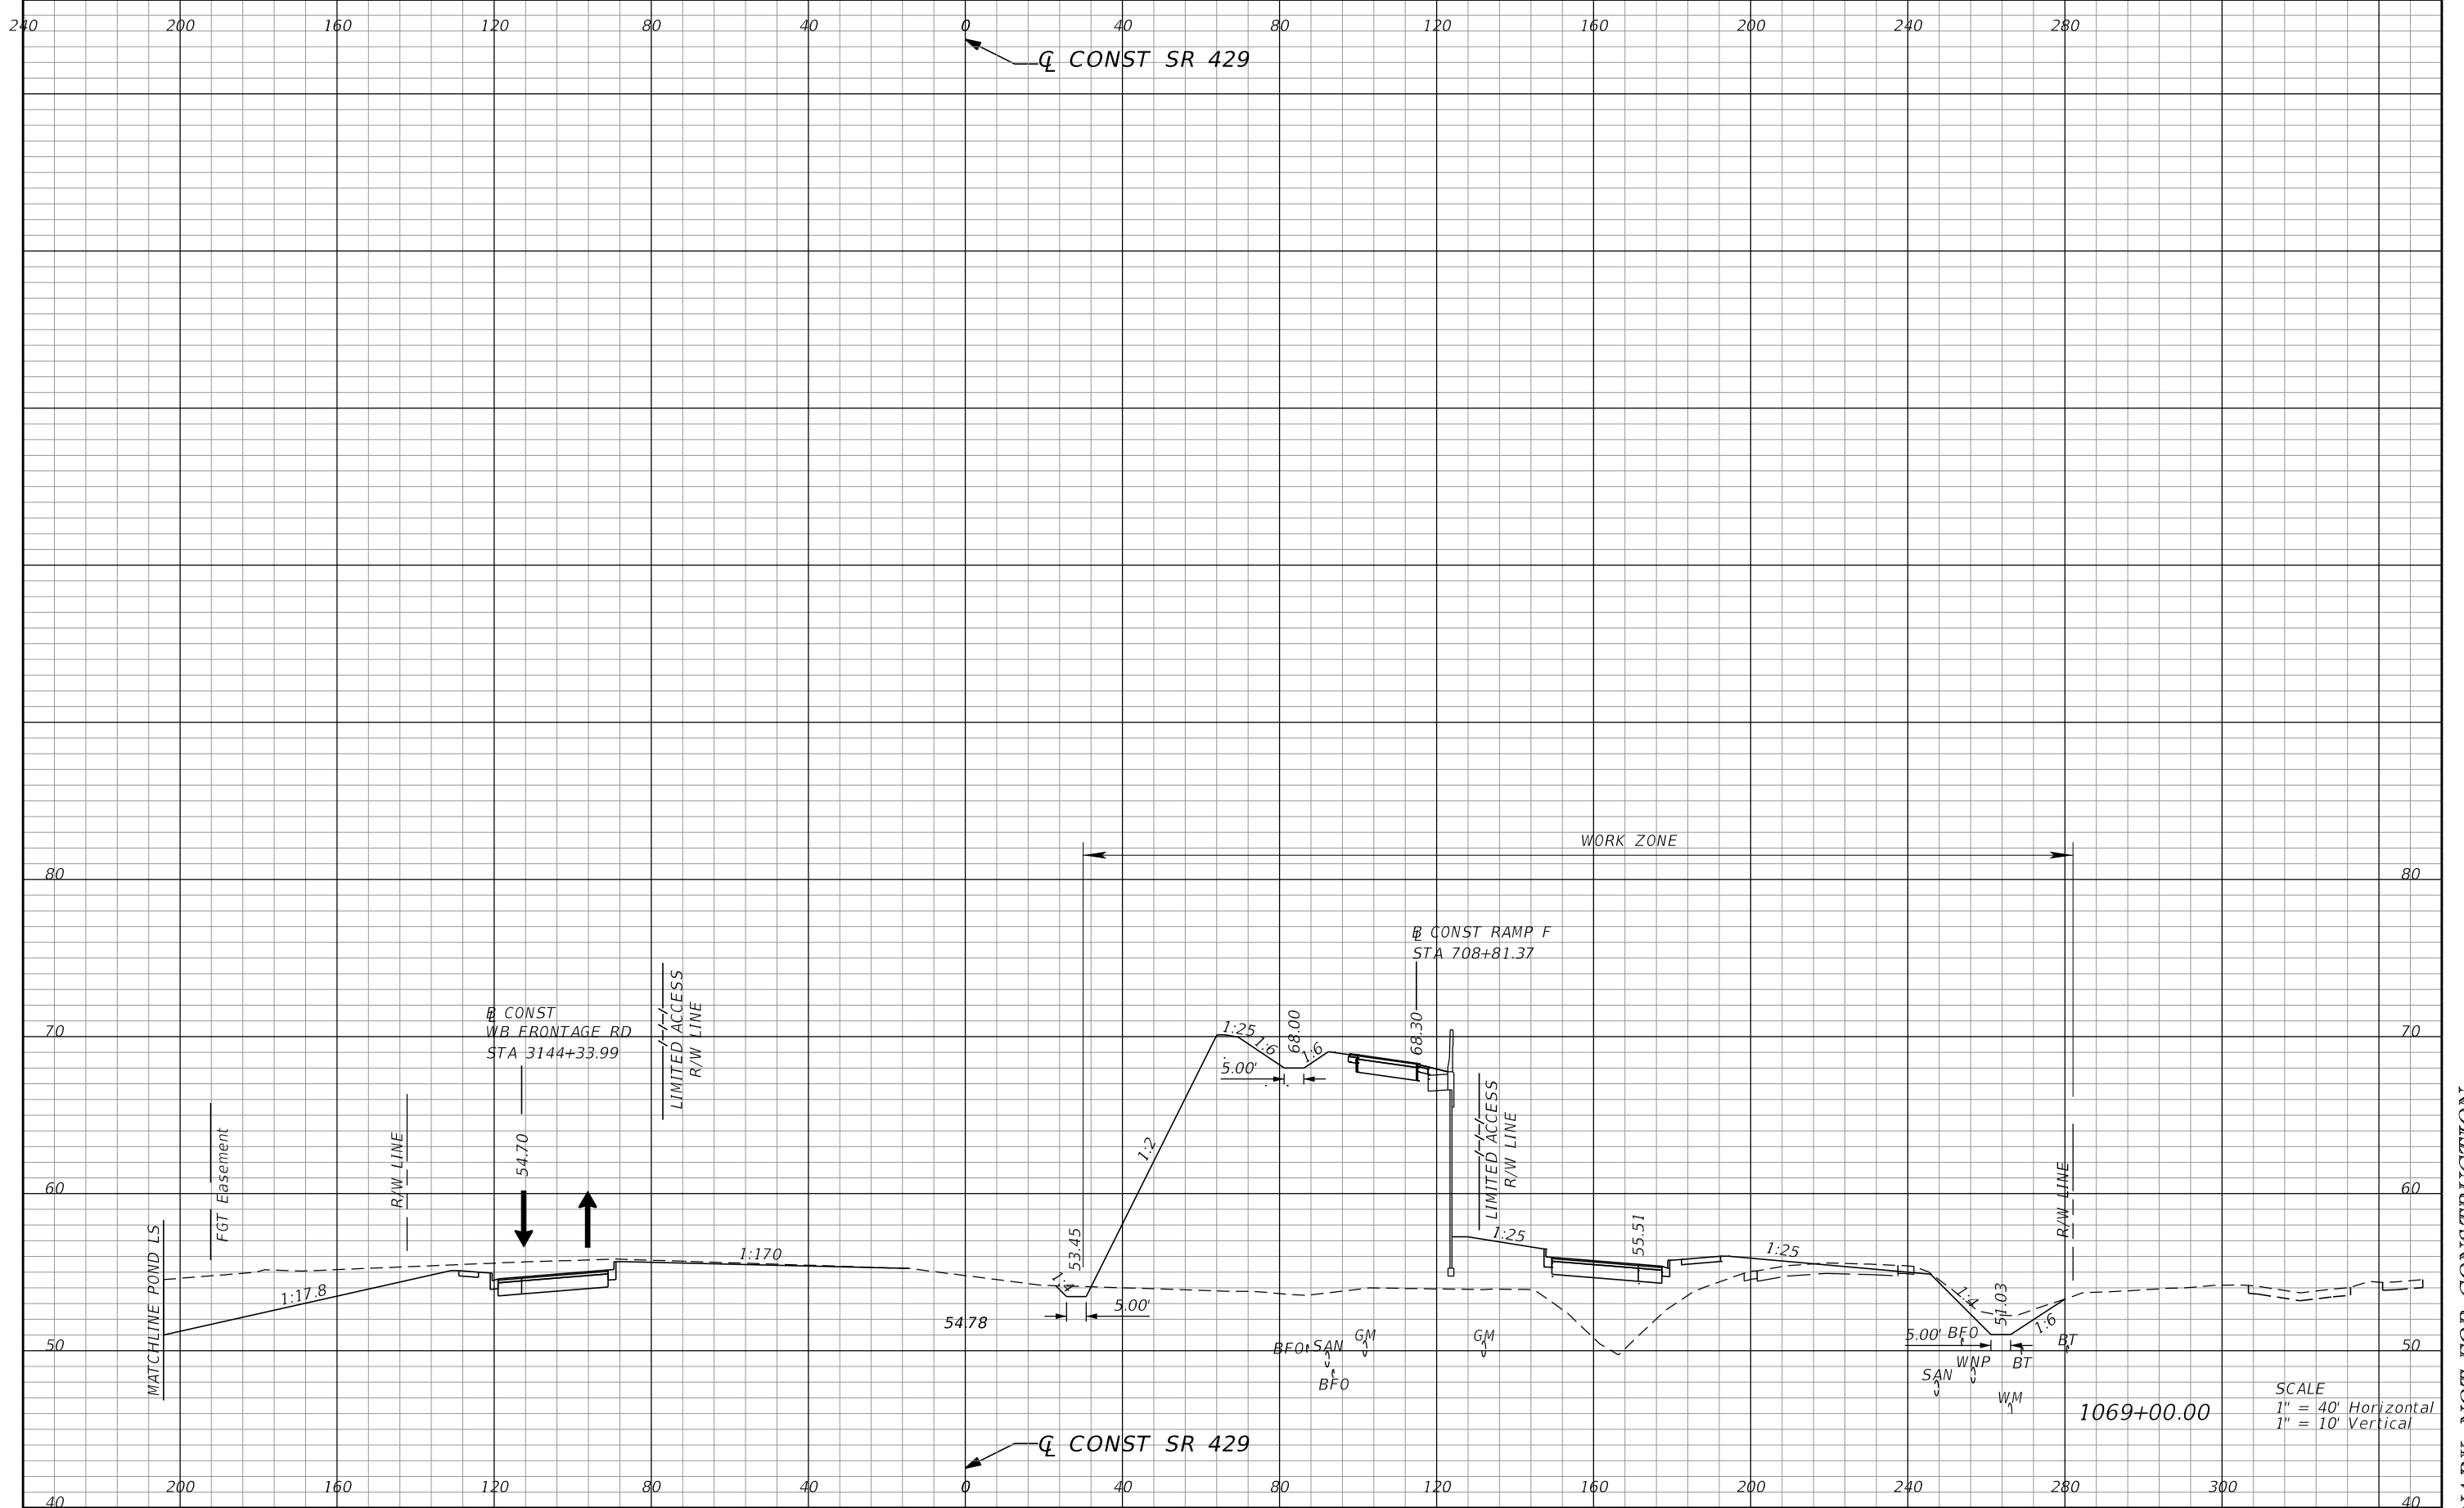 240 200 160 120 80 40 0 40 80 120 160 200 240 280
℄ CONST SR 429
WORK ZONE
80 80
℄ CONST RAMP F
STA 708+81.37
LIMITED ACCESS
R/W LINE
B CONST
WB FRONTAGE RD
STA 3144+33.99
70 70
1:25
1:6
68.00
1:6
68.30
5.00'
LIMITED ACCESS
R/W LINE
FGT Easement
R/W LINE
54.70
1:2
R/W LINE
60 60
MATCHLINE POND LS
1:17.8
1:170
53.45
1:4
5.00'
54.78
1:25
55.51
1:25
1:4
51.03
1:6
5.00'
50 50
BFO
SAN
BFO
GM
GM
BFO
WNP
SAN
WM
BT
BT
1069+00.00
SCALE
1" = 40' Horizontal
1" = 10' Vertical
℄ CONST SR 429
200 160 120 80 40 0 40 80 120 160 200 240 280 300
40 40